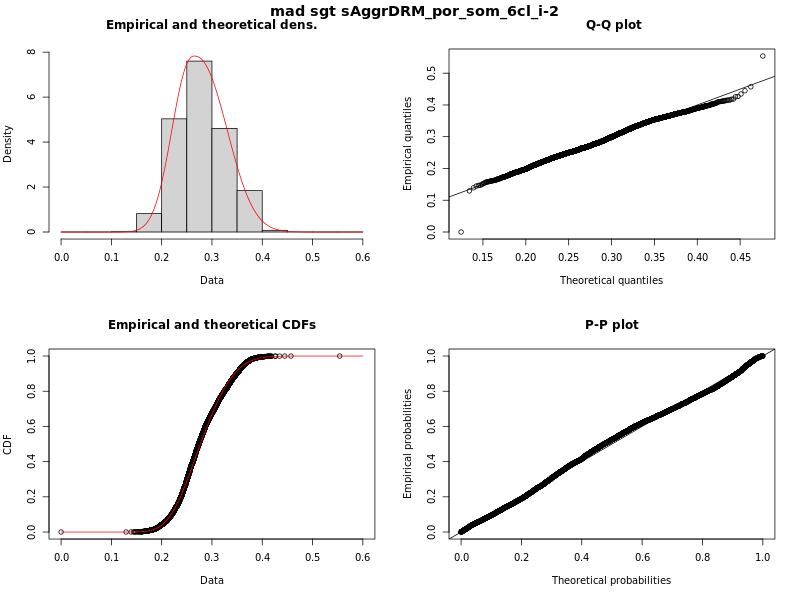 mad sgt sAggrDRM_por_som_6cl_i-2
Empirical and theoretical dens.
Density
0 2 4 6 8
0.0 0.1 0.2 0.3 0.4 0.5 0.6
Data
Q-Q plot
Empirical quantiles
0.0 0.1 0.2 0.3 0.4 0.5
0.15 0.20 0.25 0.30 0.35 0.40 0.45
Theoretical quantiles
Empirical and theoretical CDFs
CDF
0.0 0.2 0.4 0.6 0.8 1.0
0.0 0.1 0.2 0.3 0.4 0.5 0.6
Data
P-P plot
Empirical probabilities
0.0 0.2 0.4 0.6 0.8 1.0
0.0 0.2 0.4 0.6 0.8 1.0
Theoretical probabilities